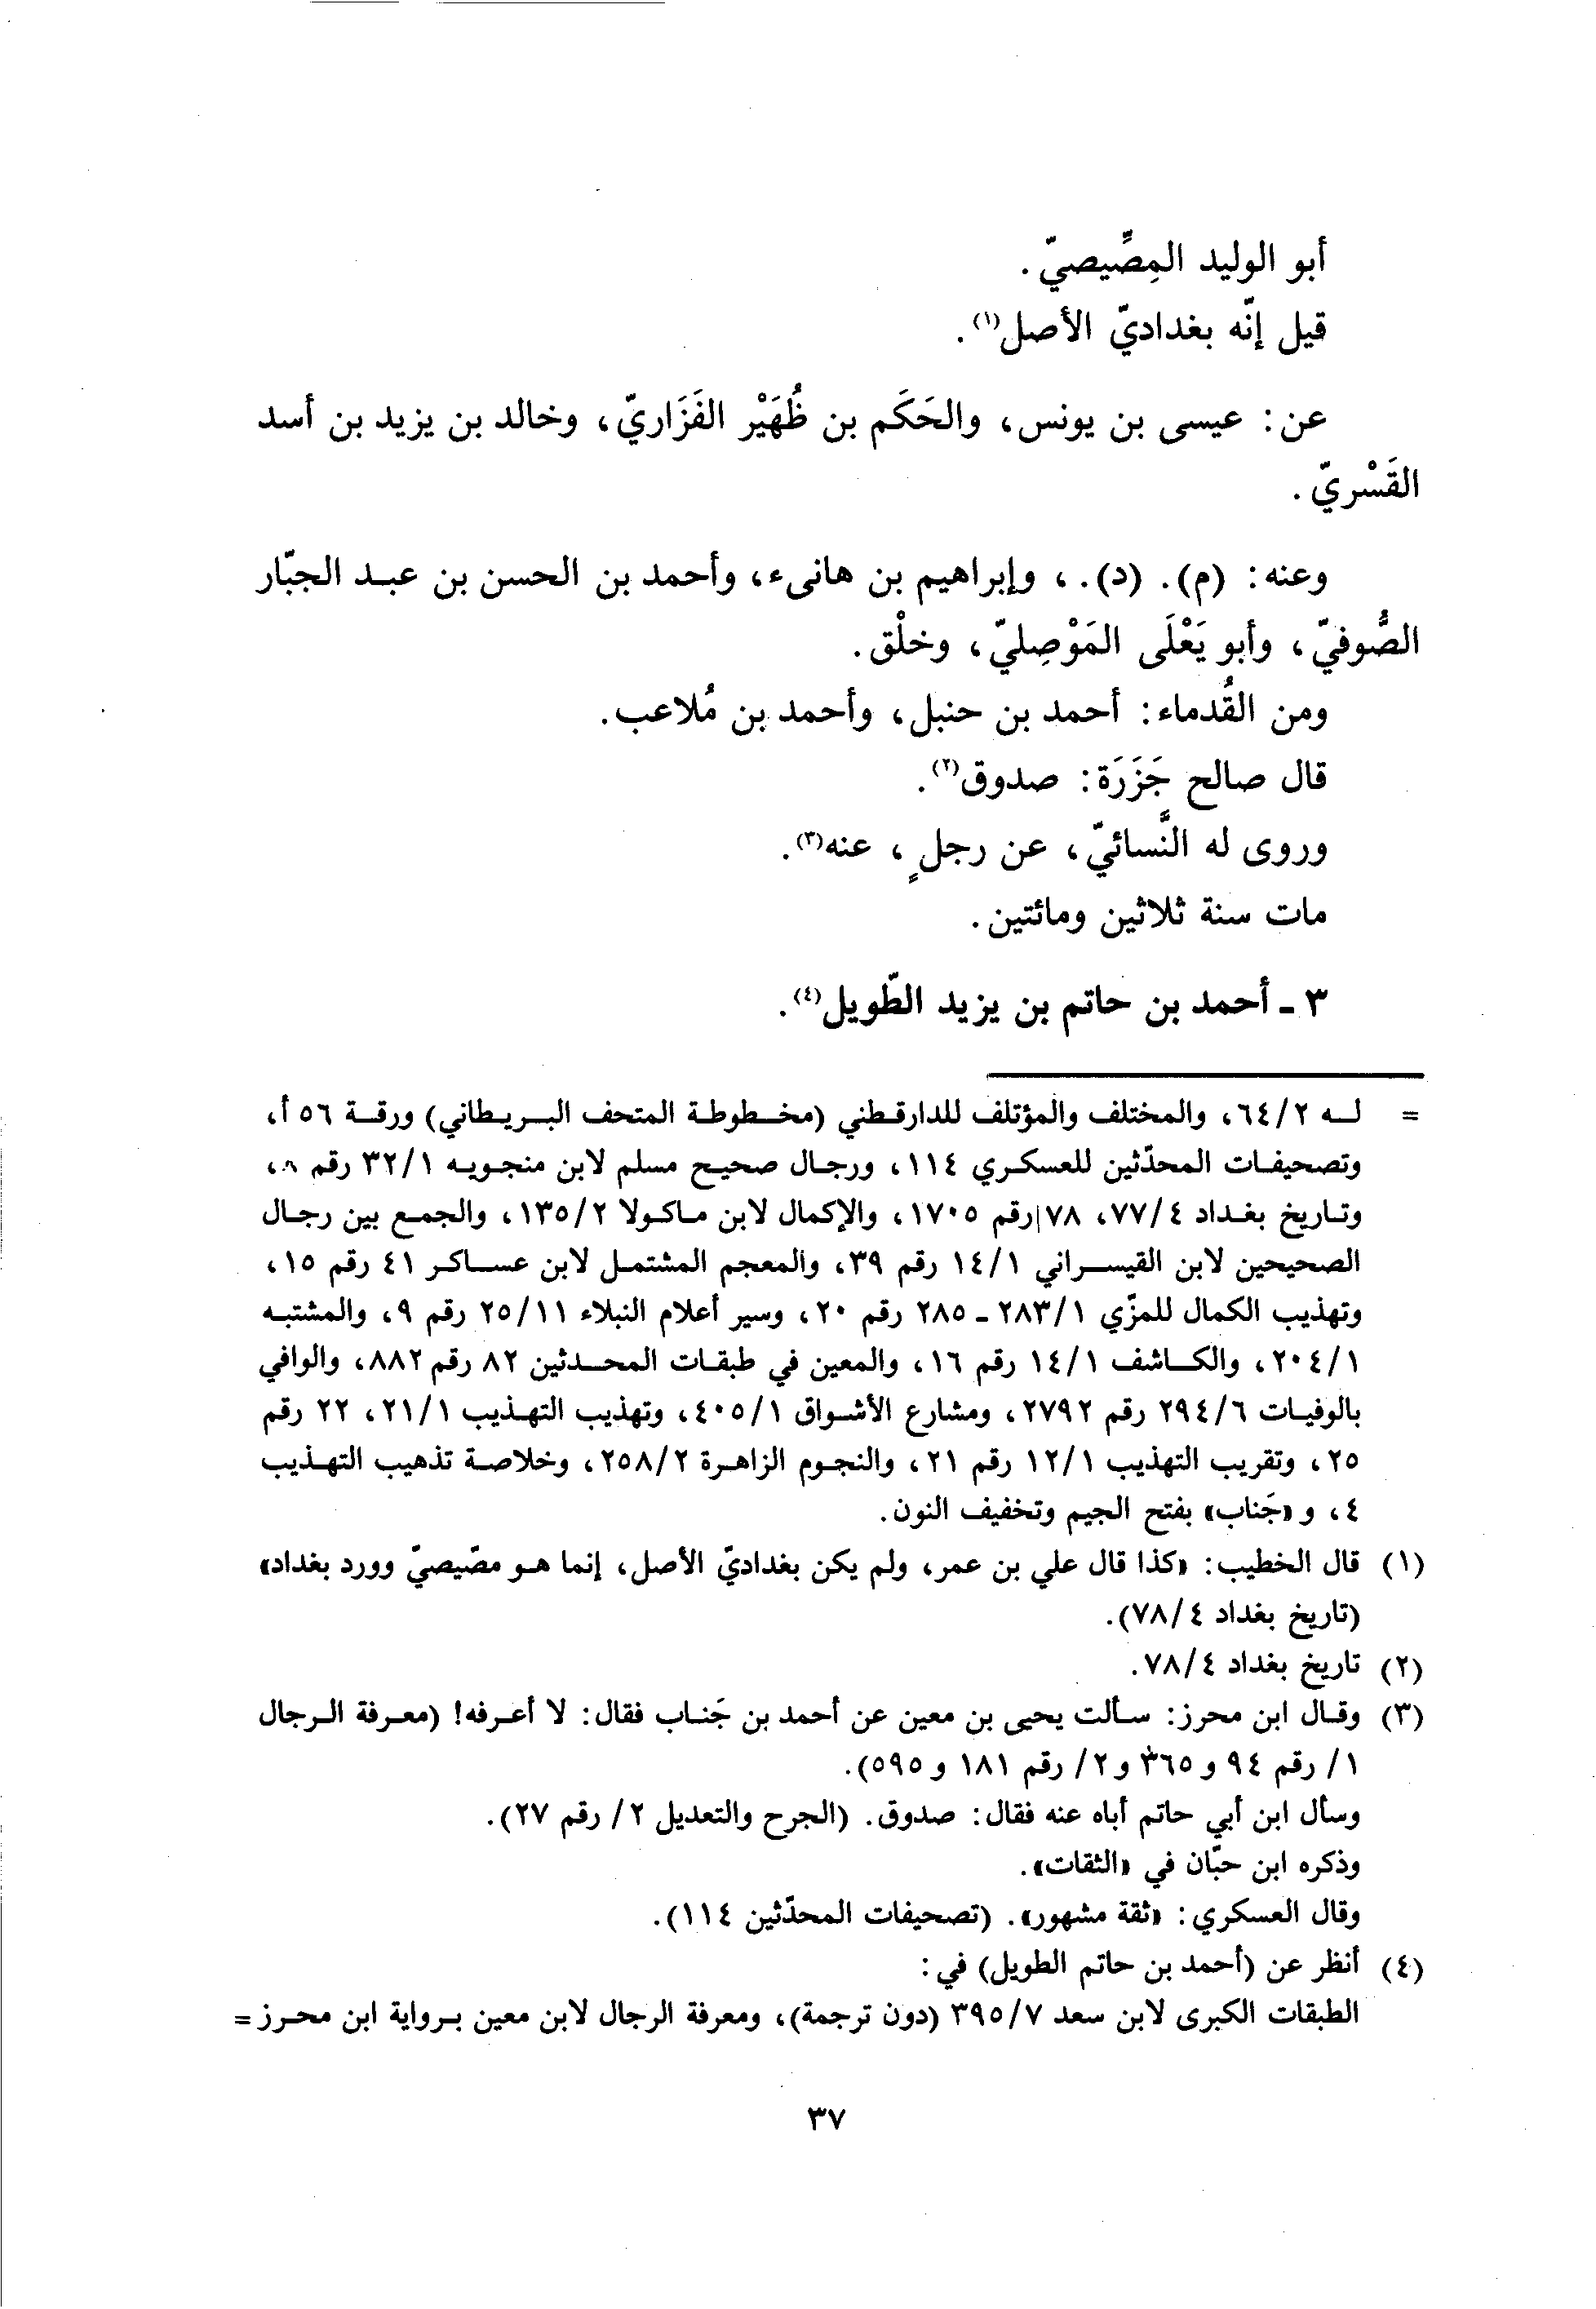 أبو الوليد المِصِّيصيّ.
قيل إنّه بغداديّ الأصل(١).
عن: عيسى بن يونس، والحَكَم بن ظُهَيْر الفَزَاريّ، وخالد بن يزيد بن أسد
القَسْريّ.
وعنه: (م). (د).، وإبراهيم بن هانىء، وأحمد بن الحسن بن عبد الجبّار
الصُّوفيّ، وأبو يَعْلَى المَوْصِليّ، وخلْق.
ومن القُدماء: أحمد بن حنبل، وأحمد بن مُلاعب.
قال صالح جَزَرَة: صدوق(٢).
وروى له النَّسائيّ، عن رجلٍ، عنه(٣).
مات سنة ثلاثين ومائتين.
٣ - أحمد بن حاتم بن يزيد الطّويل(٤).
= له ٦٤/٢، والمختلف والمؤتلف للدارقطني (مخطوطة المتحف البريطاني) ورقة ٥٦ أ،
وتصحيفات المحدّثين للعسكري ١١٤، ورجال صحيح مسلم لابن منجويه ٣٢/١ رقم ٨،
وتاريخ بغداد ٧٧/٤، ٧٨ رقم ١٧٠٥، والإكمال لابن ماكولا ١٣٥/٢، والجمع بين رجال
الصحيحين لابن القيسراني ١٤/١ رقم ٣٩، والمعجم المشتمل لابن عساكر ٤١ رقم ١٥،
وتهذيب الكمال للمزّي ٢٨٣/١ - ٢٨٥ رقم ٢٠، وسير أعلام النبلاء ٢٥/١١ رقم ٩، والمشتبه
٢٠٤/١، والكاشف ١٤/١ رقم ١٦، والمعين في طبقات المحدثين ٨٢ رقم ٨٨٢، والوافي
بالوفيات ٢٩٤/٦ رقم ٢٧٩٢، ومشارع الأشواق ٤٠٥/١، وتهذيب التهذيب ٢١/١، ٢٢ رقم
٢٥، وتقريب التهذيب ١٢/١ رقم ٢١، والنجوم الزاهرة ٢٥٨/٢، وخلاصة تذهيب التهذيب
٤، و«جَناب» بفتح الجيم وتخفيف النون.
(١) قال الخطيب: «كذا قال علي بن عمر، ولم يكن بغداديّ الأصل، إنما هو مصّيصيّ وورد بغداد»
(تاريخ بغداد ٧٨/٤).
(٢) تاريخ بغداد ٧٨/٤.
(٣) وقال ابن محرز: سألت يحيى بن معين عن أحمد بن جَناب فقال: لا أعرفه! (معرفة الرجال
١/ رقم ٩٤ و ٣٦٥ و ٢/ رقم ١٨١ و ٥٩٥).
وسأل ابن أبي حاتم أباه عنه فقال: صدوق. (الجرح والتعديل ٢/ رقم ٢٧).
وذكره ابن حبّان في «الثقات».
وقال العسكري: «ثقة مشهور». (تصحيفات المحدّثين ١١٤).
(٤) أنظر عن (أحمد بن حاتم الطويل) في:
الطبقات الكبرى لابن سعد ٣٩٥/٧ (دون ترجمة)، ومعرفة الرجال لابن معين برواية ابن محرز =
٣٧